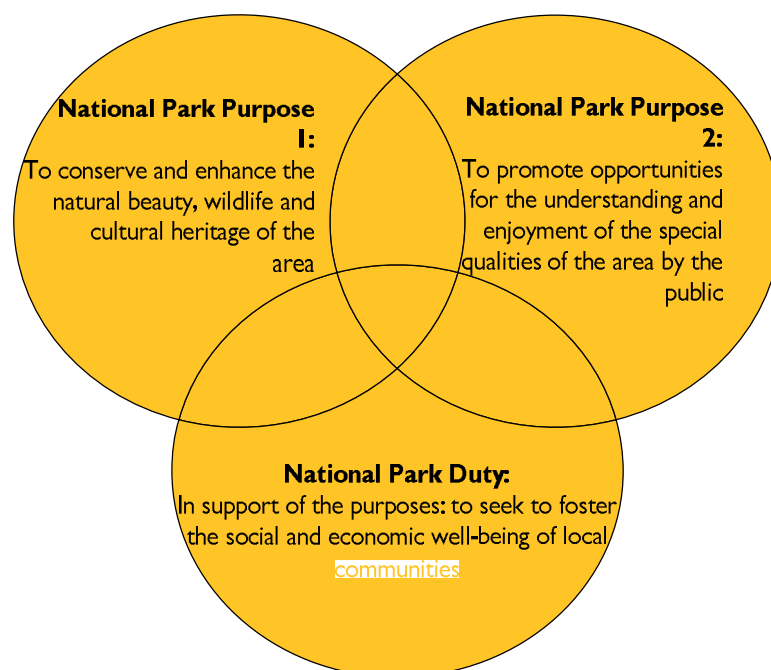 National Park Purpose
1:
To conserve and enhance the
natural beauty, wildlife and
cultural heritage of the
area
National Park Purpose
2:
To promote opportunities
for the understanding and
enjoyment of the special
qualities of the area by the
public
National Park Duty:
In support of the purposes: to seek to foster
the social and economic well-being of local
communities